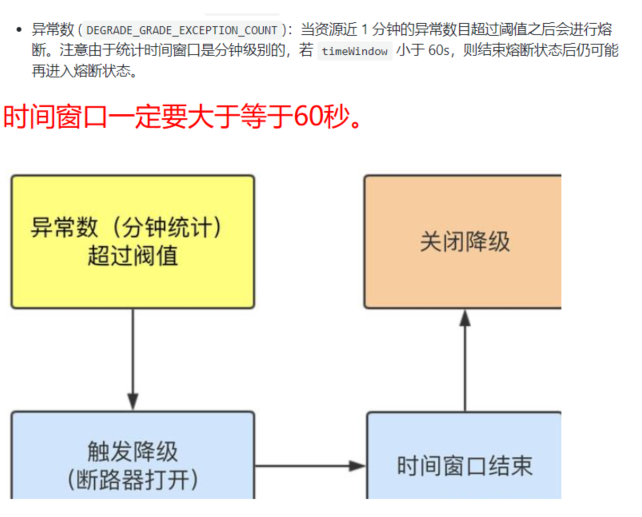 异常数 (DEGRADE_GRADE_EXCEPTION_COUNT)：当资源近 1 分钟的异常数目超过阈值之后会进行熔
断。注意由于统计时间窗口是分钟级别的，若 timeWindow 小于 60s，则结束熔断状态后仍可能
再进入熔断状态。
时间窗口一定要大于等于60秒。
异常数（分钟统计）
超过阀值
关闭降级
触发降级
（断路器打开）
时间窗口结束